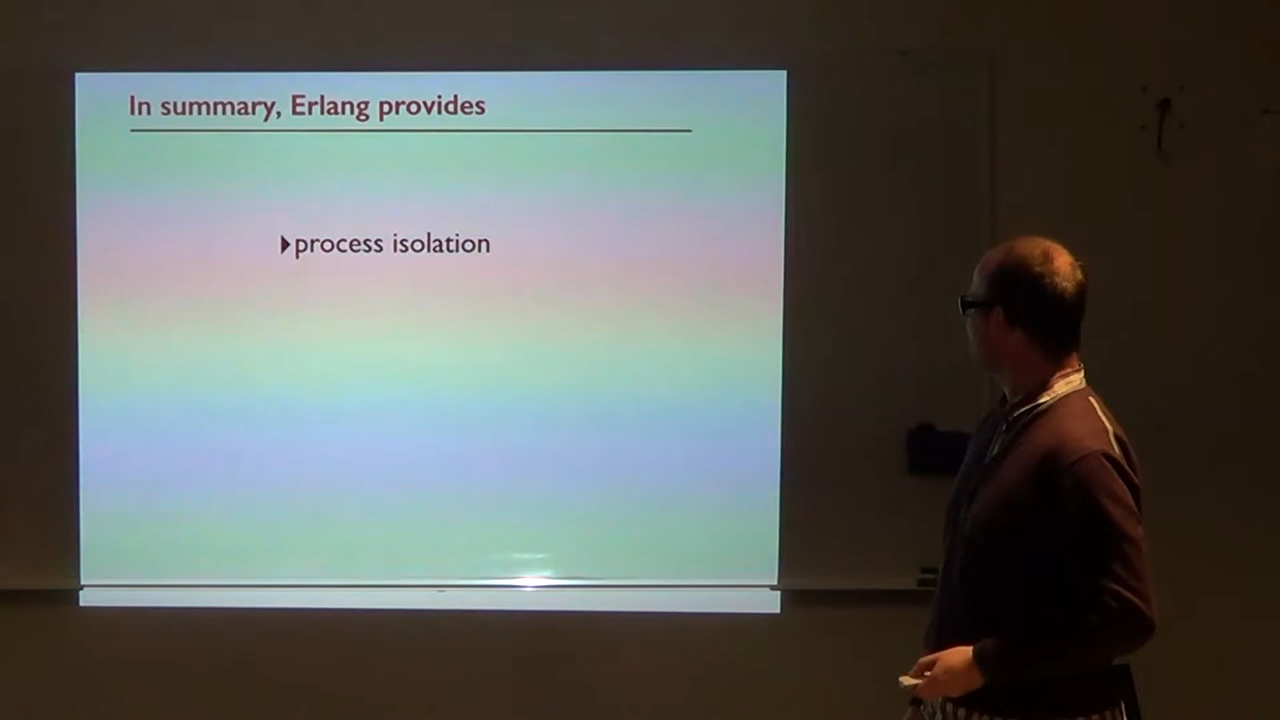 In summary, Erlang provides
process isolation